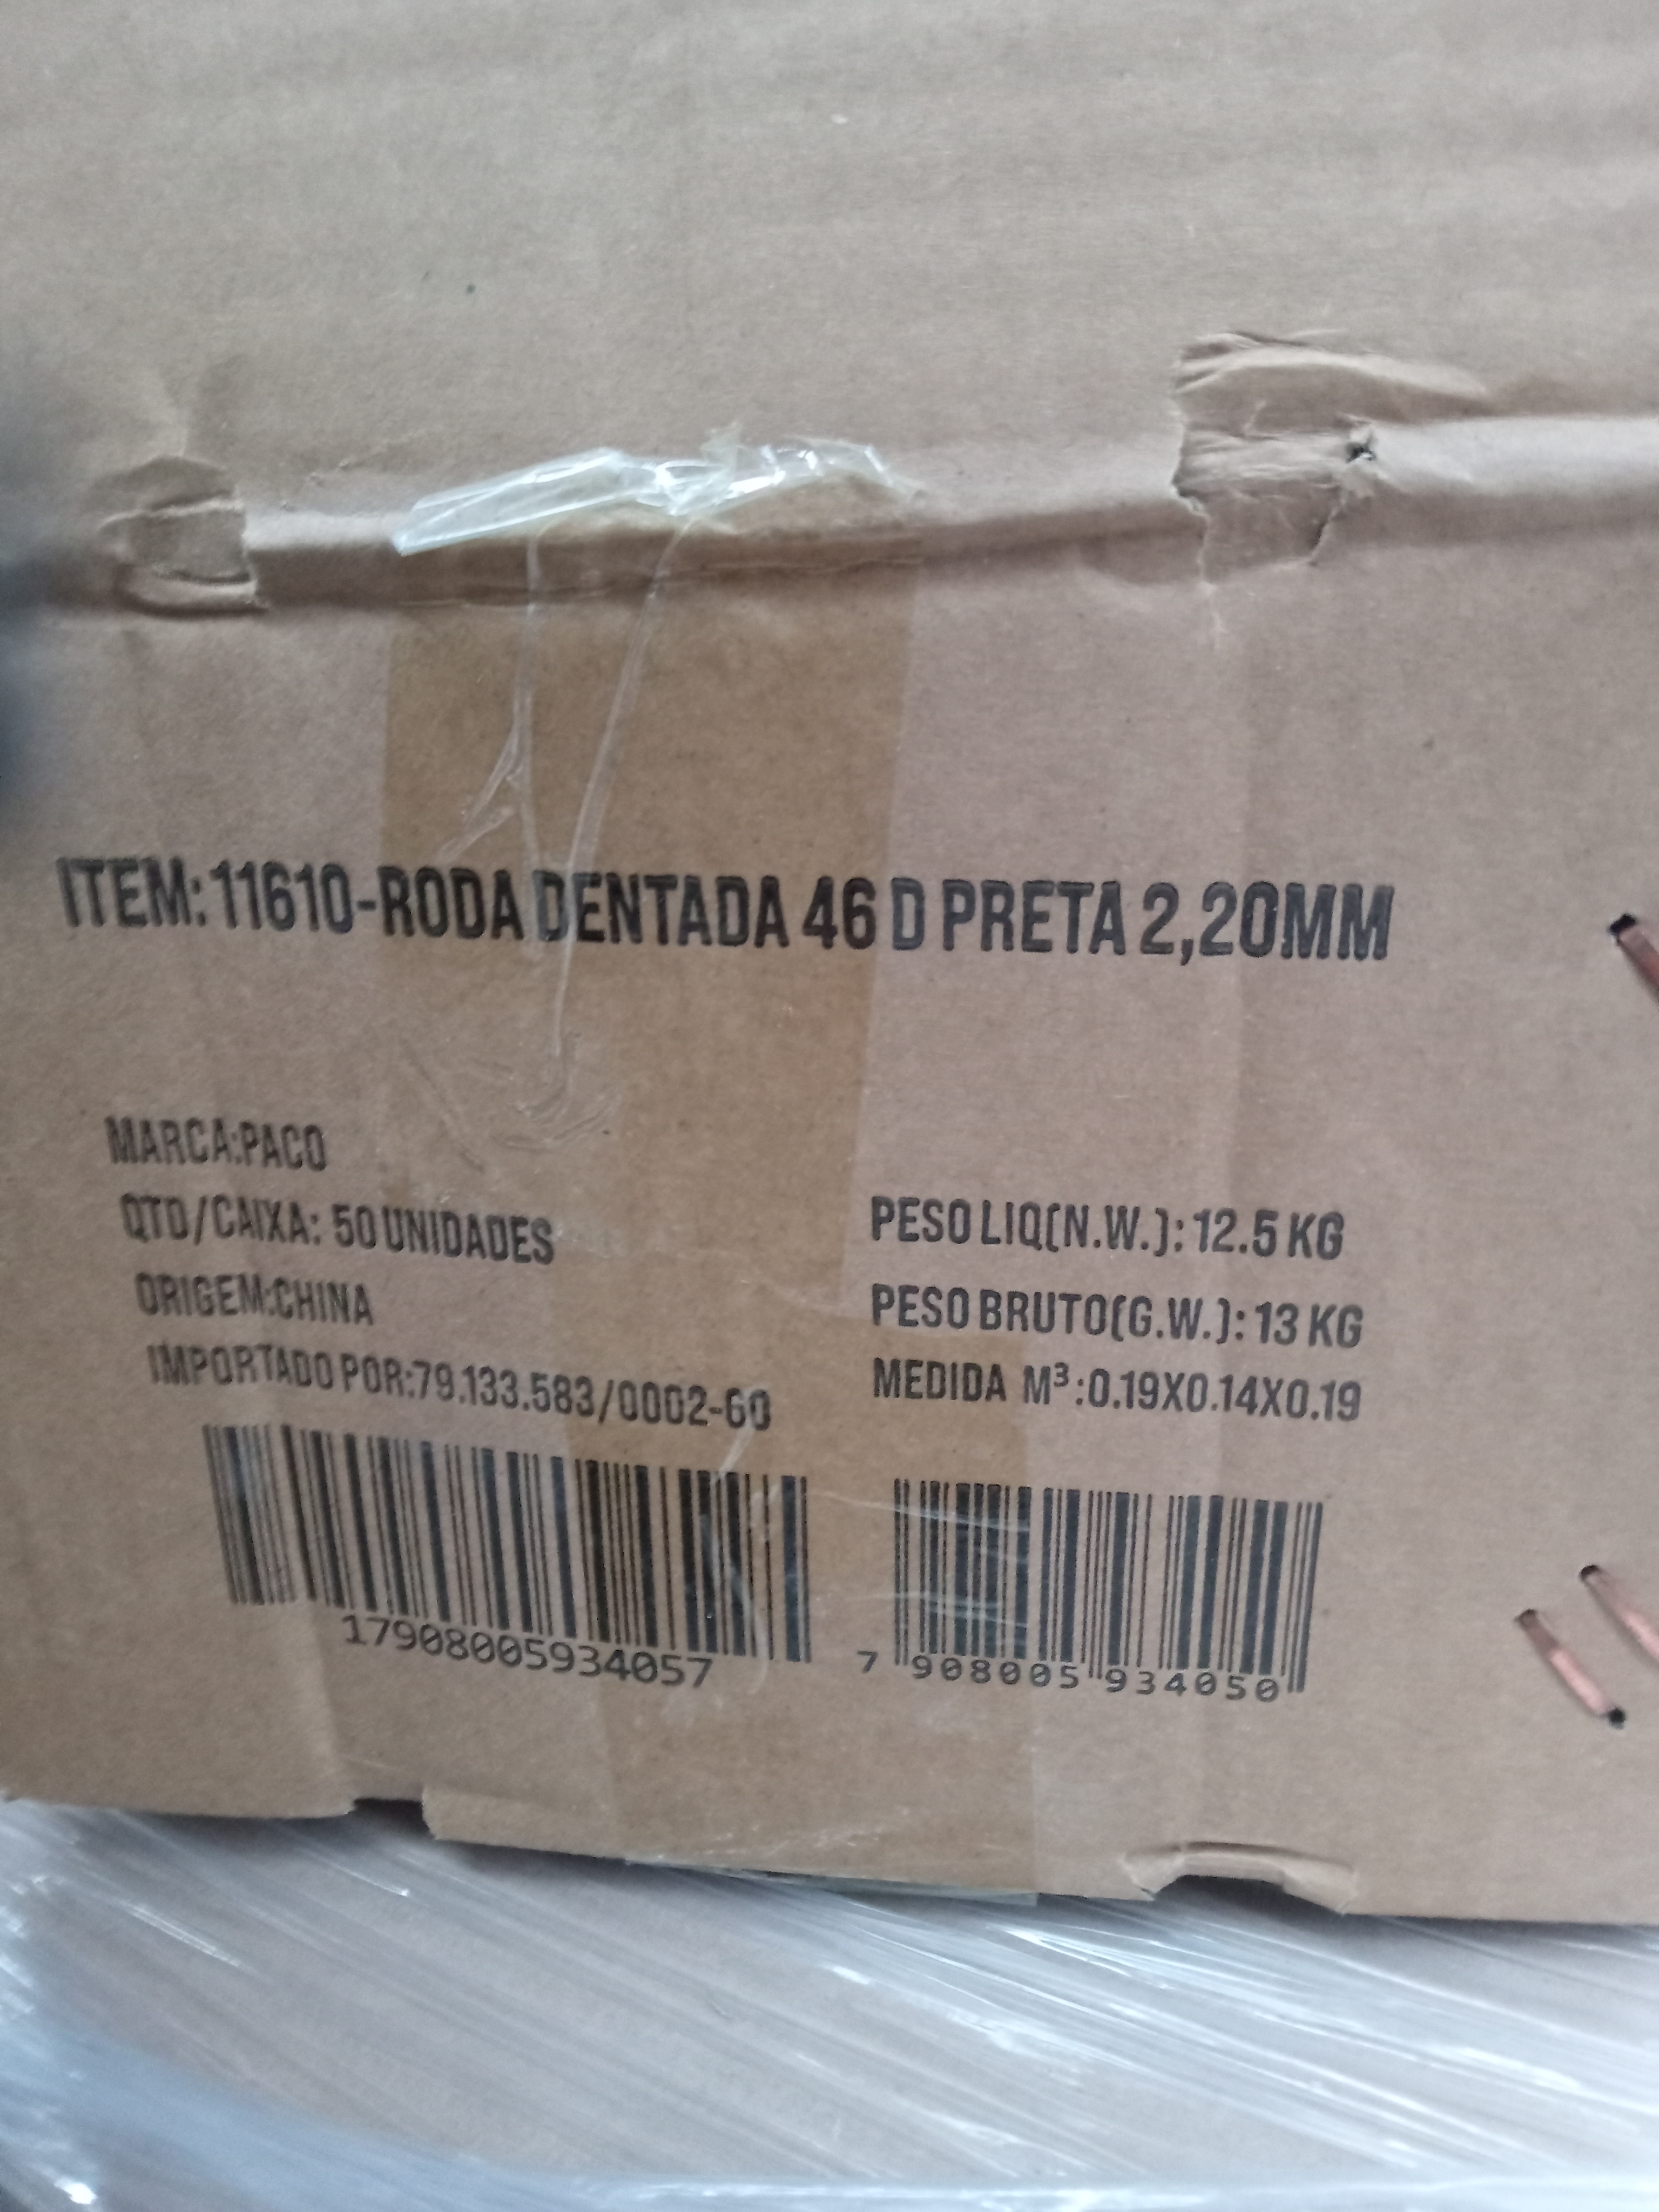 ITEM:11610-RODA DENTADA 46 D PRETA 2,20MM
MARCA:PACO
QTD/CAIXA: 50 UNIDADES
ORIGEM:CHINA
IMPORTADO POR:79.133.583/0002-60
PESO LIQ(N.W.): 12.5 KG
PESO BRUTO(G.W.): 13 KG
MEDIDA M³:0.19X0.14X0.19
17908005934057
7 908005 934050